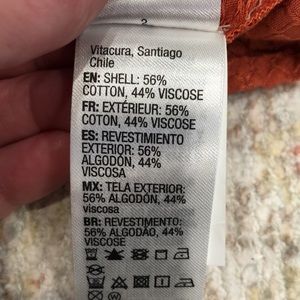 2
Vitacura, Santiago
Chile
EN: SHELL: 56%
COTTON, 44% VISCOSE
FR: EXTÉRIEUR: 56%
COTON, 44% VISCOSE
ES: REVESTIMIENTO
EXTERIOR: 56%
ALGODÓN, 44%
VISCOSA
MX: TELA EXTERIOR:
56% ALGODÓN, 44%
viscosa
BR: REVESTIMENTO:
56% ALGODÃO, 44%
VISCOSE